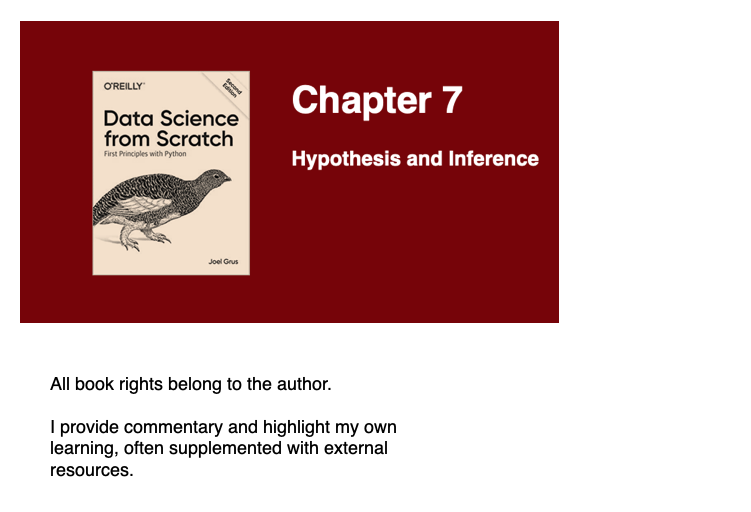 O'REILLY
Second
Edition
Data Science
from Scratch
First Principles with Python
Joel Grus
Chapter 7
Hypothesis and Inference
All book rights belong to the author.
I provide commentary and highlight my own
learning, often supplemented with external
resources.